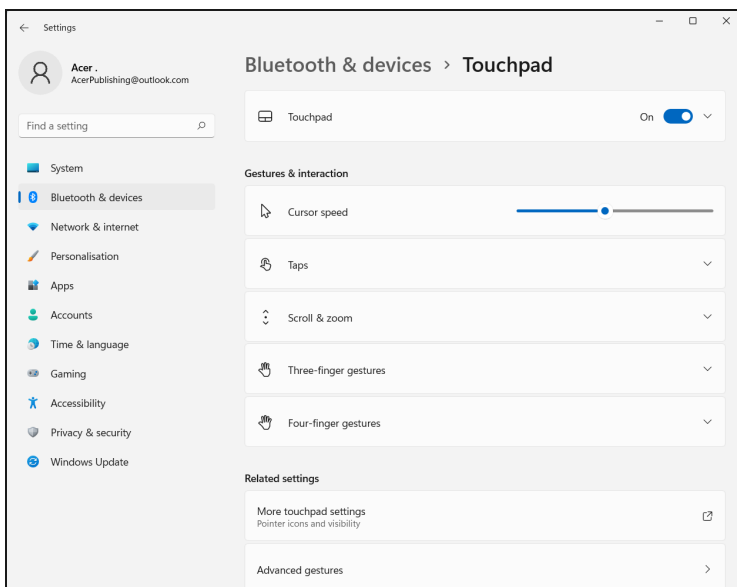 Settings
Acer .
AcerPublishing@outlook.com
Find a setting
System
Bluetooth & devices
Network & internet
Personalisation
Apps
Accounts
Time & language
Gaming
Accessibility
Privacy & security
Windows Update
Bluetooth & devices › Touchpad
Touchpad
On
Gestures & interaction
Cursor speed
Taps
Scroll & zoom
Three-finger gestures
Four-finger gestures
Related settings
More touchpad settings
Pointer icons and visibility
Advanced gestures